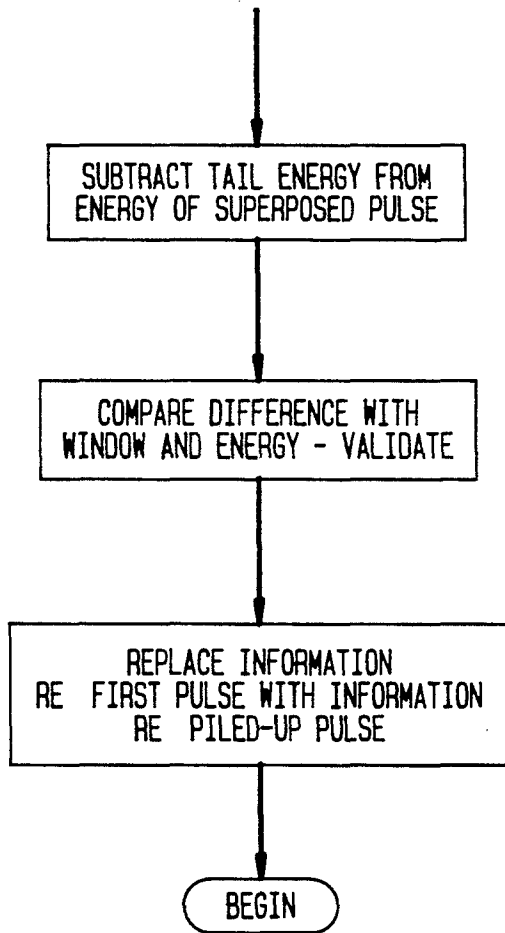 SUBTRACT TAIL ENERGY FROM
ENERGY OF SUPERPOSED PULSE
COMPARE DIFFERENCE WITH
WINDOW AND ENERGY - VALIDATE
REPLACE INFORMATION
RE FIRST PULSE WITH INFORMATION
RE PILED-UP PULSE
BEGIN